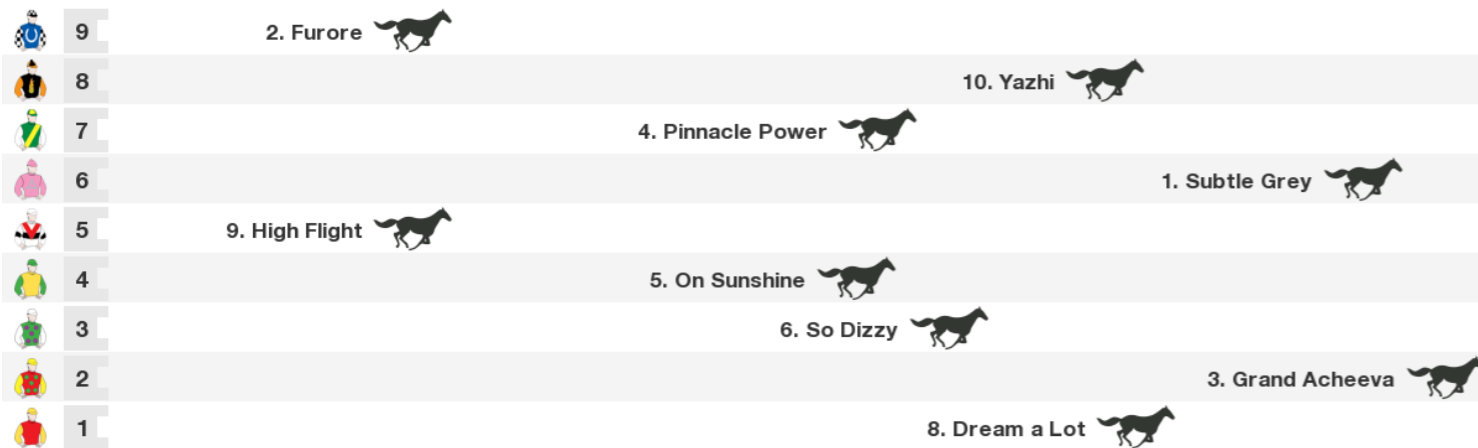 9 2. Furore
8 10. Yazhi
7 4. Pinnacle Power
6 1. Subtle Grey
5 9. High Flight
4 5. On Sunshine
3 6. So Dizzy
2 3. Grand Acheeva
1 8. Dream a Lot